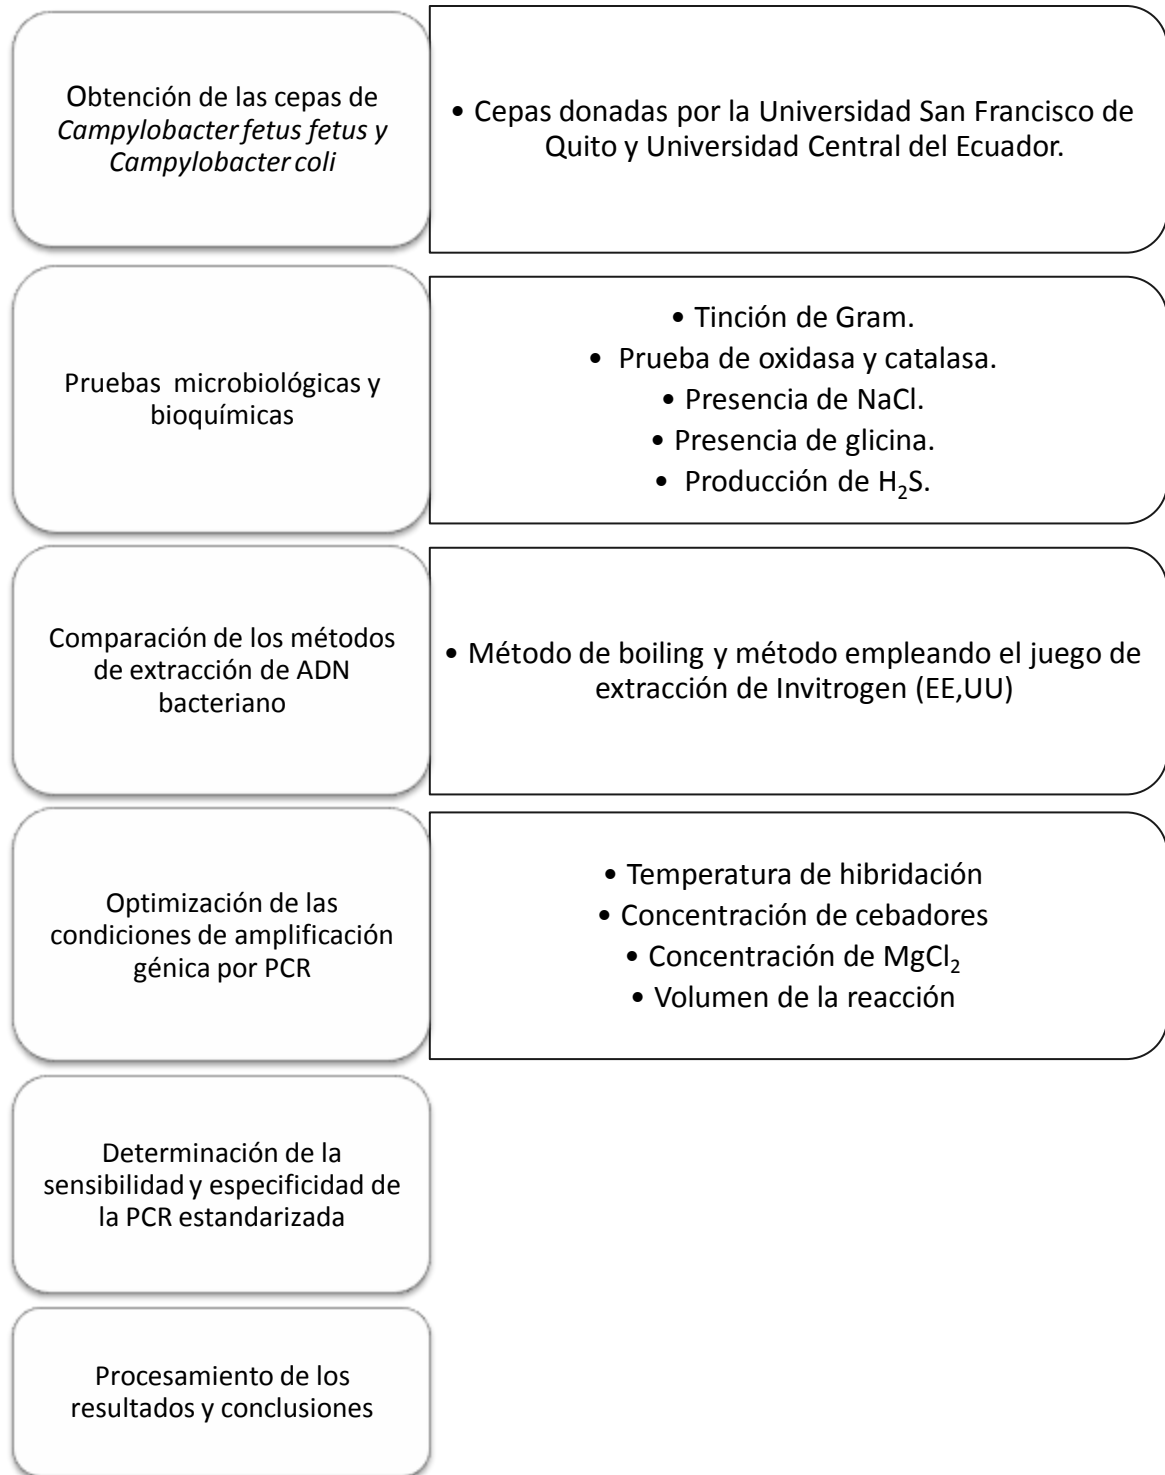 Obtención de las cepas de
Campylobacter fetus fetus y
Campylobacter coli
• Cepas donadas por la Universidad San Francisco de
Quito y Universidad Central del Ecuador.
Pruebas microbiológicas y
bioquímicas
• Tinción de Gram.
• Prueba de oxidasa y catalasa.
• Presencia de NaCl.
• Presencia de glicina.
• Producción de H₂S.
Comparación de los métodos
de extracción de ADN
bacteriano
• Método de boiling y método empleando el juego de
extracción de Invitrogen (EE,UU)
Optimización de las
condiciones de amplificación
génica por PCR
• Temperatura de hibridación
• Concentración de cebadores
• Concentración de MgCl₂
• Volumen de la reacción
Determinación de la
sensibilidad y especificidad de
la PCR estandarizada
Procesamiento de los
resultados y conclusiones